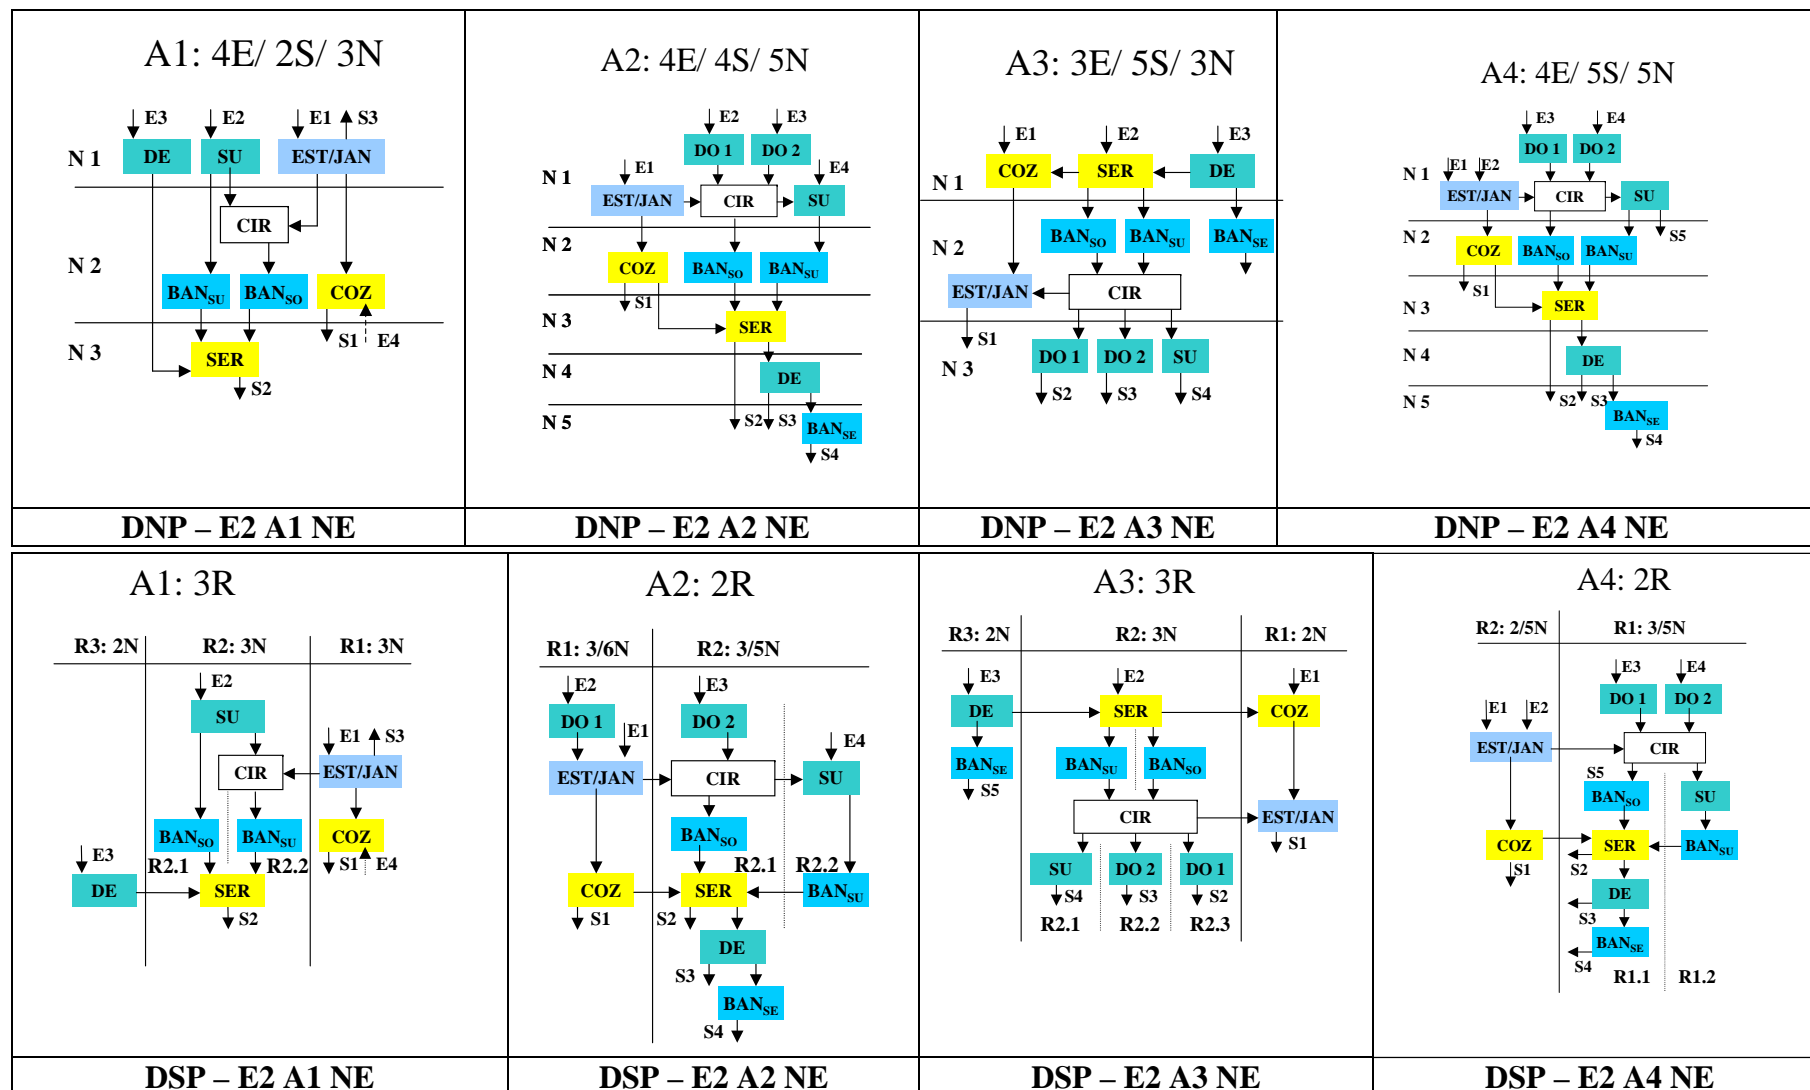 A1: 4E/ 2S/ 3N
E3 E2 E1 S3
N 1 DE SU EST/JAN
CIR
N 2
BANSU BANSO COZ
S1 E4
N 3 SER
S2
DNP – E2 A1 NE
A2: 4E/ 4S/ 5N
E2 E3
DO 1 DO 2
E1 E4
N 1
EST/JAN CIR SU
N 2
COZ BANSO BANSU
S1
N 3 SER
N 4 DE
N 5 S2 S3
BANSE
S4
DNP – E2 A2 NE
A3: 3E/ 5S/ 3N
E1 E2 E3
COZ SER DE
N 1
BANSO BANSU BANSE
N 2
EST/JAN CIR
S1
N 3 DO 1 DO 2 SU
S2 S3 S4
DNP – E2 A3 NE
A4: 4E/ 5S/ 5N
E3 E4
DO 1 DO 2
E1 E2
N 1
EST/JAN CIR SU
S5
N 2
COZ BANSO BANSU
S1
N 3 SER
N 4 DE
N 5 S2 S3
BANSE
S4
DNP – E2 A4 NE
A1: 3R
R3: 2N R2: 3N R1: 3N
E2
SU
E1 S3
CIR EST/JAN
BANSO BANSU COZ
E3 R2.1 R2.2 S1 E4
DE SER
S2
DSP – E2 A1 NE
A2: 2R
R1: 3/6N R2: 3/5N
E2 E3
DO 1 E1 DO 2
E4
EST/JAN CIR SU
BANSO
R2.1 R2.2
COZ SER BANSU
S1 S2
DE
S3
BANSE
S4
DSP – E2 A2 NE
A3: 3R
R3: 2N R2: 3N R1: 2N
E3 E2 E1
DE SER COZ
BANSE BANSU BANSO
S5
CIR EST/JAN
S1
SU DO 2 DO 1
S4 S3 S2
R2.1 R2.2 R2.3
DSP – E2 A3 NE
A4: 2R
R2: 2/5N R1: 3/5N
E3 E4
DO 1 DO 2
E1 E2
EST/JAN CIR
S5
BANSO SU
COZ SER BANSU
S1 S2
DE
S3
BANSE
S4
R1.1 R1.2
DSP – E2 A4 NE